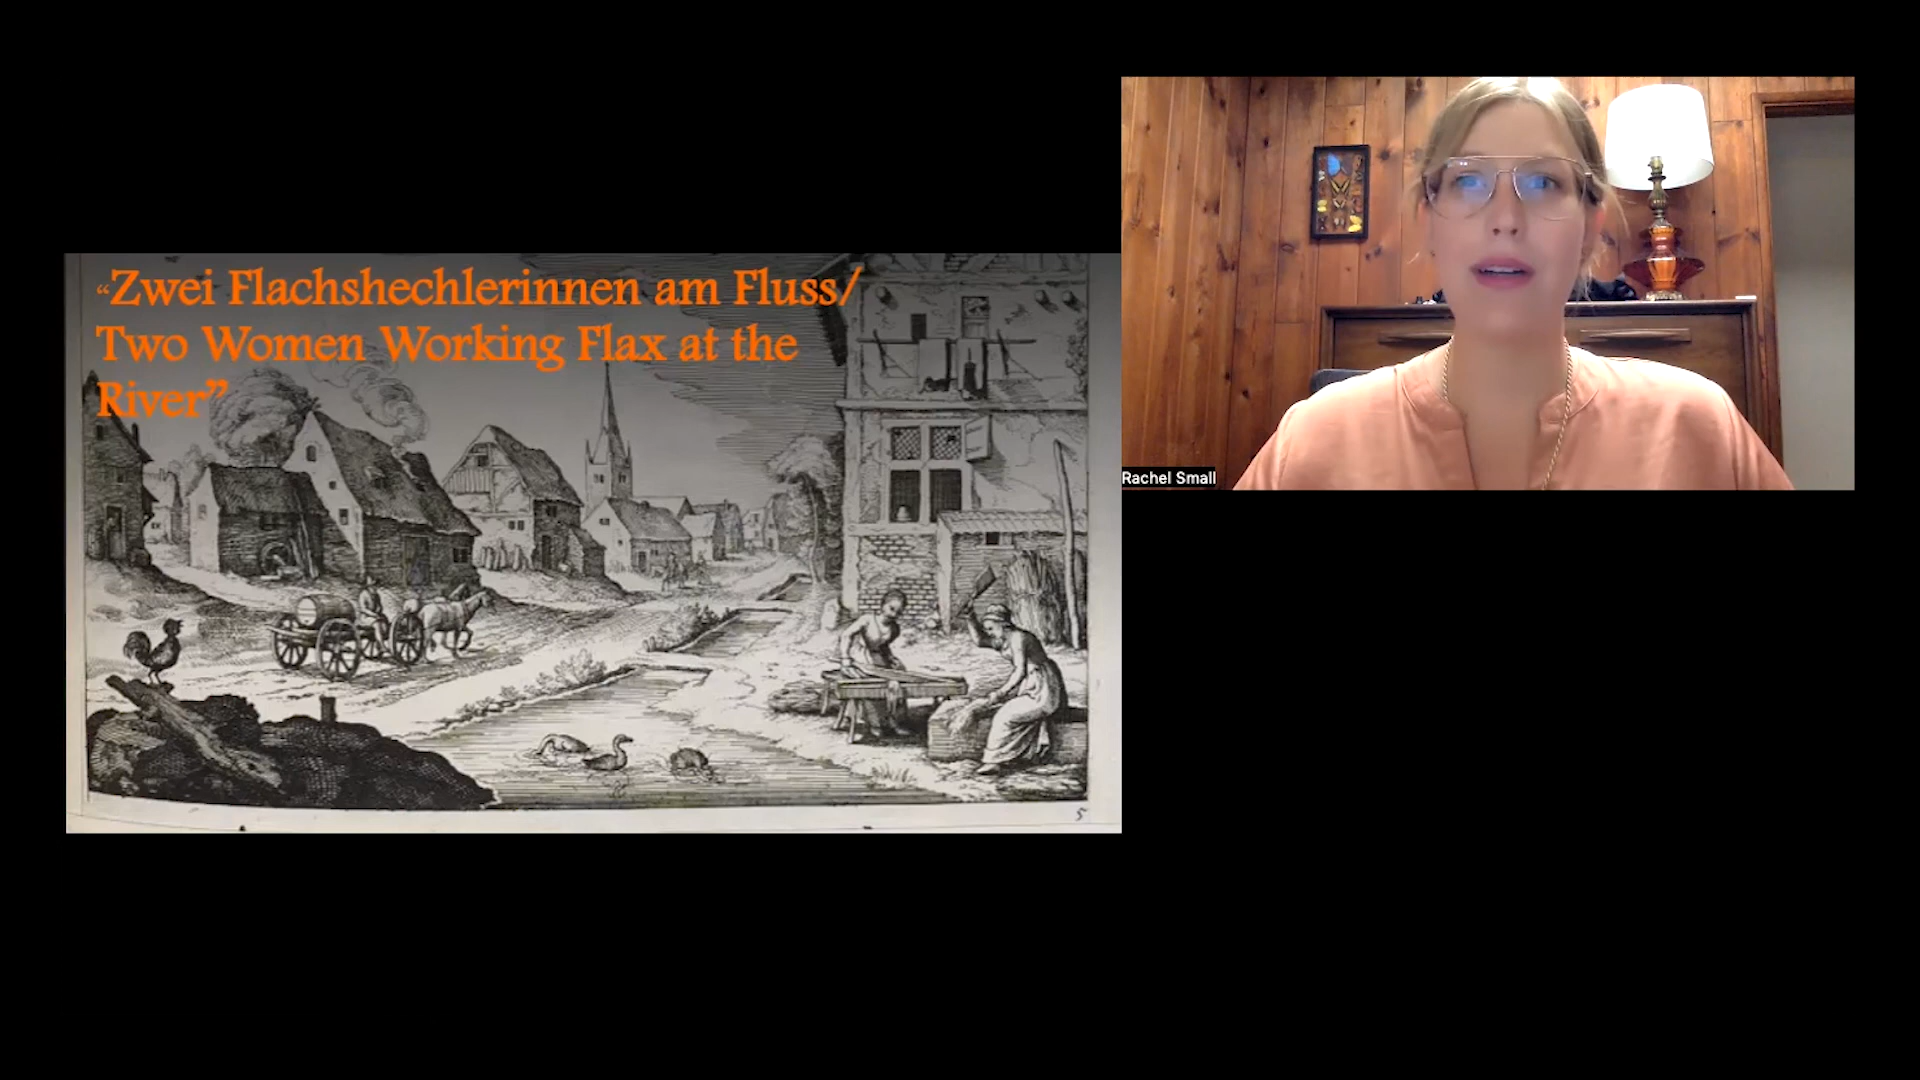 “Zwei Flachshechlerinnen am Fluss/
Two Women Working Flax at the
River”
5
Rachel Small